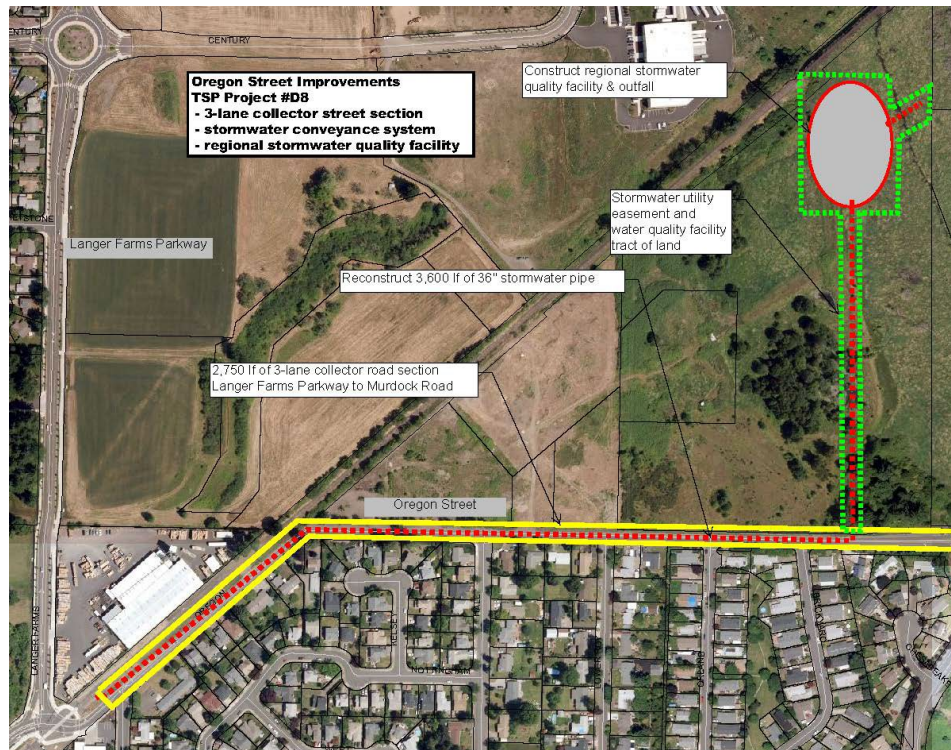 CENTURY
CENTURY
Oregon Street Improvements
TSP Project #D8
- 3-lane collector street section
- stormwater conveyance system
- regional stormwater quality facility
Construct regional stormwater
quality facility & outfall
Stormwater utility
easement and
water quality facility
tract of land
Langer Farms Parkway
Reconstruct 3,600 lf of 36" stormwater pipe
2,750 lf of 3-lane collector road section
Langer Farms Parkway to Murdock Road
Oregon Street
OREGON
LANGER FARMS
NOTTINGHAM